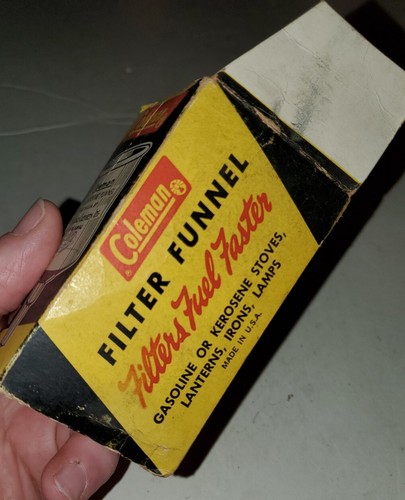 Coleman
FILTER FUNNEL
Filters Fuel Faster
GASOLINE OR KEROSENE STOVES,
LANTERNS, IRONS, LAMPS
MADE IN U.S.A.